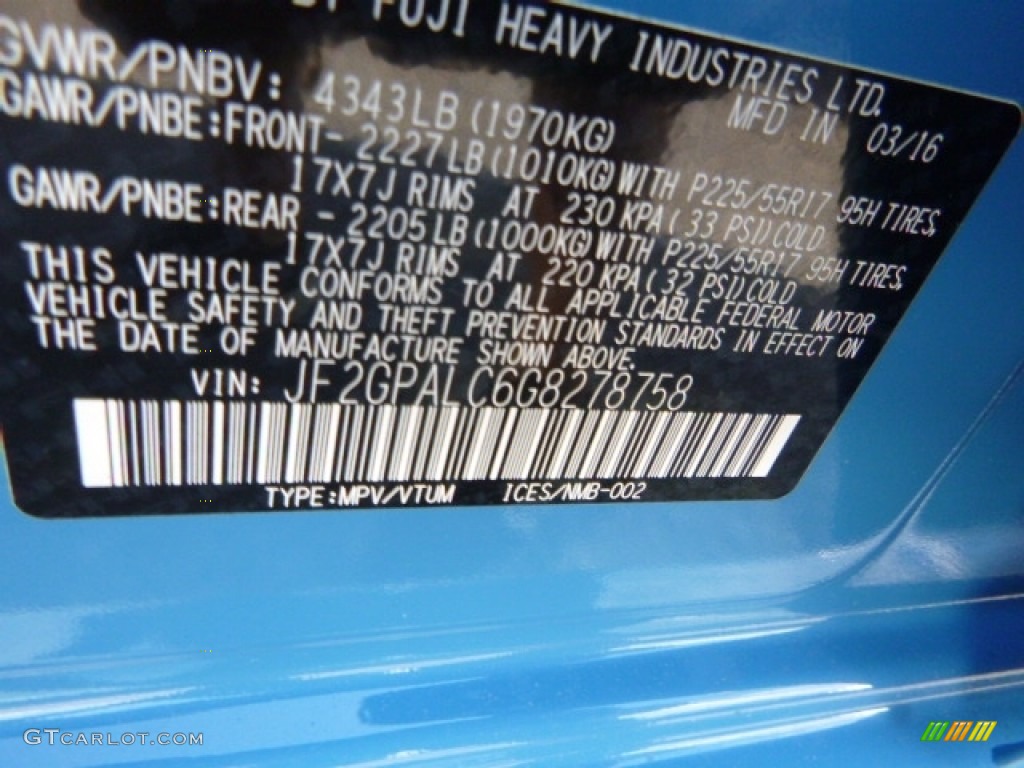 BY FUJI HEAVY INDUSTRIES LTD.
MFD IN 03/16
GVWR/PNBV: 4343LB (1970KG)
GAWR/PNBE:FRONT- 2227LB(1010KG)WITH P225/55R17 95H TIRES,
17X7J RIMS AT 230 KPA( 33 PSI)COLD
GAWR/PNBE:REAR - 2205LB(1000KG)WITH P225/55R17 95H TIRES,
17X7J RIMS AT 220 KPA( 32 PSI)COLD
THIS VEHICLE CONFORMS TO ALL APPLICABLE FEDERAL MOTOR
VEHICLE SAFETY AND THEFT PREVENTION STANDARDS IN EFFECT ON
THE DATE OF MANUFACTURE SHOWN ABOVE.
VIN: JF2GPALC6G8278758
TYPE:MPV/VTUM ICES/NMB-002
GTCARLOT.COM